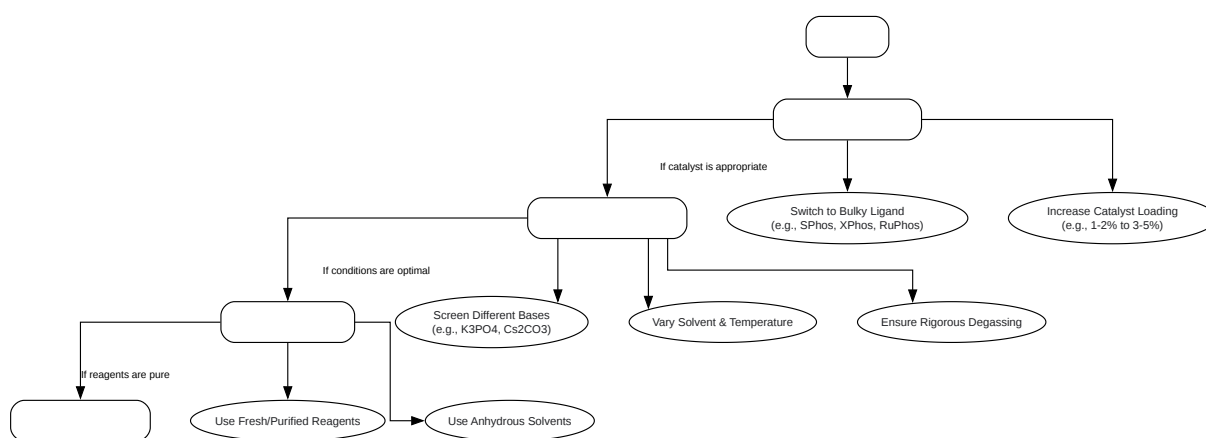 If catalyst is appropriate
Switch to Bulky Ligand
(e.g., SPhos, XPhos, RuPhos)
Increase Catalyst Loading
(e.g., 1-2% to 3-5%)
If conditions are optimal
Screen Different Bases
(e.g., K3PO4, Cs2CO3)
Vary Solvent & Temperature
Ensure Rigorous Degassing
If reagents are pure
Use Fresh/Purified Reagents
Use Anhydrous Solvents